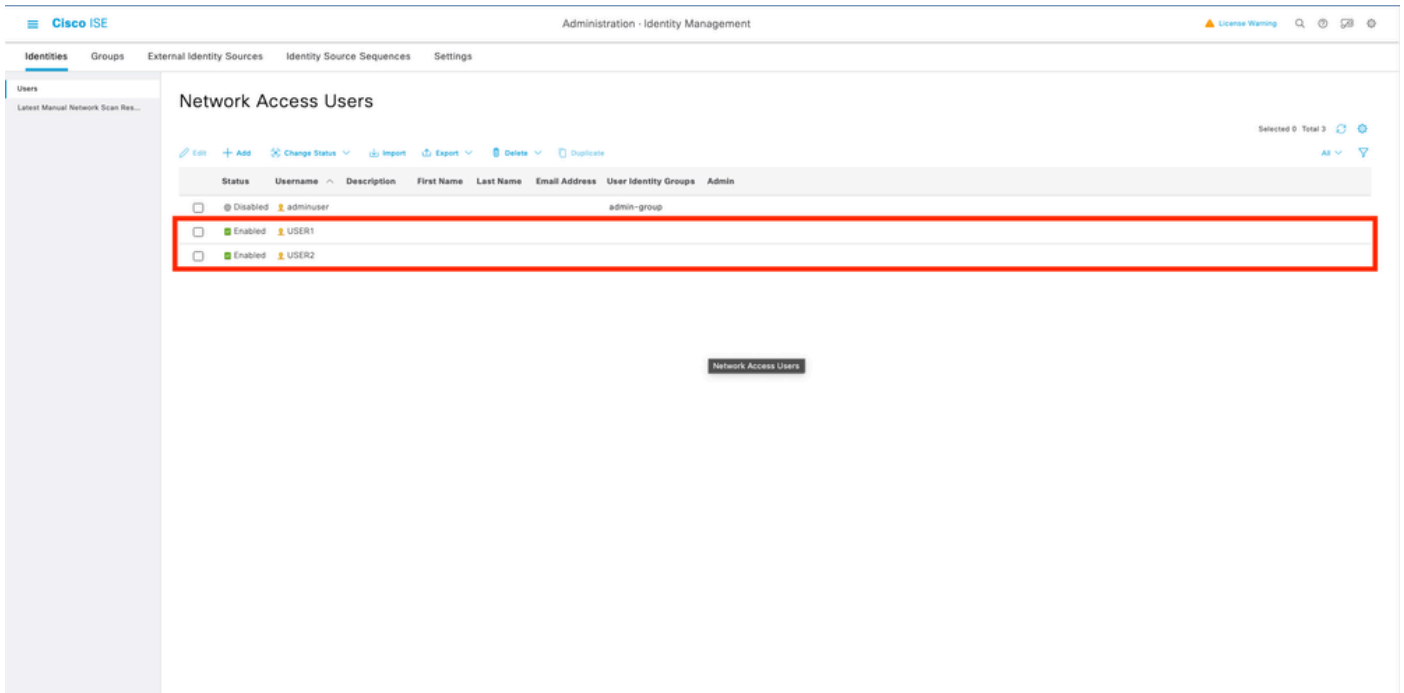 Cisco ISE
Administration · Identity Management
License Warning
Identities Groups External Identity Sources Identity Source Sequences Settings
Users
Latest Manual Network Scan Res...
Network Access Users
Selected 0 Total 3
Edit Add Change Status Import Export Delete Duplicate
All
Status Username Description First Name Last Name Email Address User Identity Groups Admin
Disabled adminuser admin-group
Enabled USER1
Enabled USER2
Network Access Users